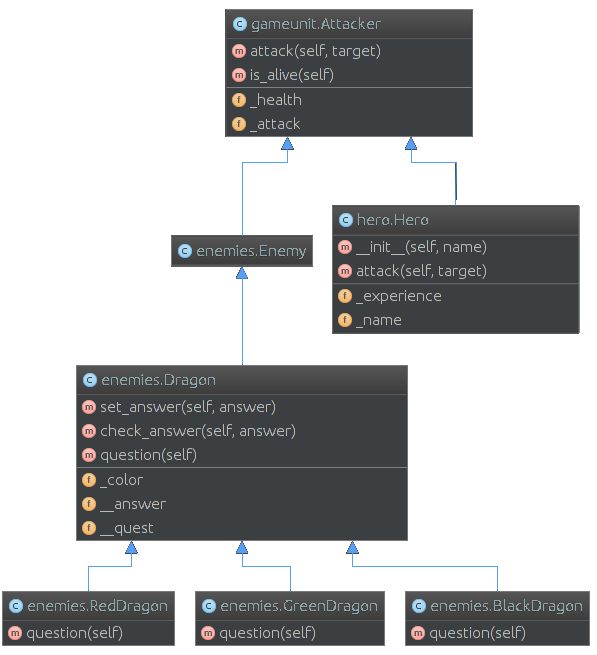 C gameunit.Attacker
m attack(self, target)
m is_alive(self)
f _health
f _attack
C enemies.Enemy
C hero.Hero
m __init__(self, name)
m attack(self, target)
f _experience
f _name
C enemies.Dragon
m set_answer(self, answer)
m check_answer(self, answer)
m question(self)
f _color
f __answer
f __quest
C enemies.RedDragon
m question(self)
C enemies.GreenDragon
m question(self)
C enemies.BlackDragon
m question(self)